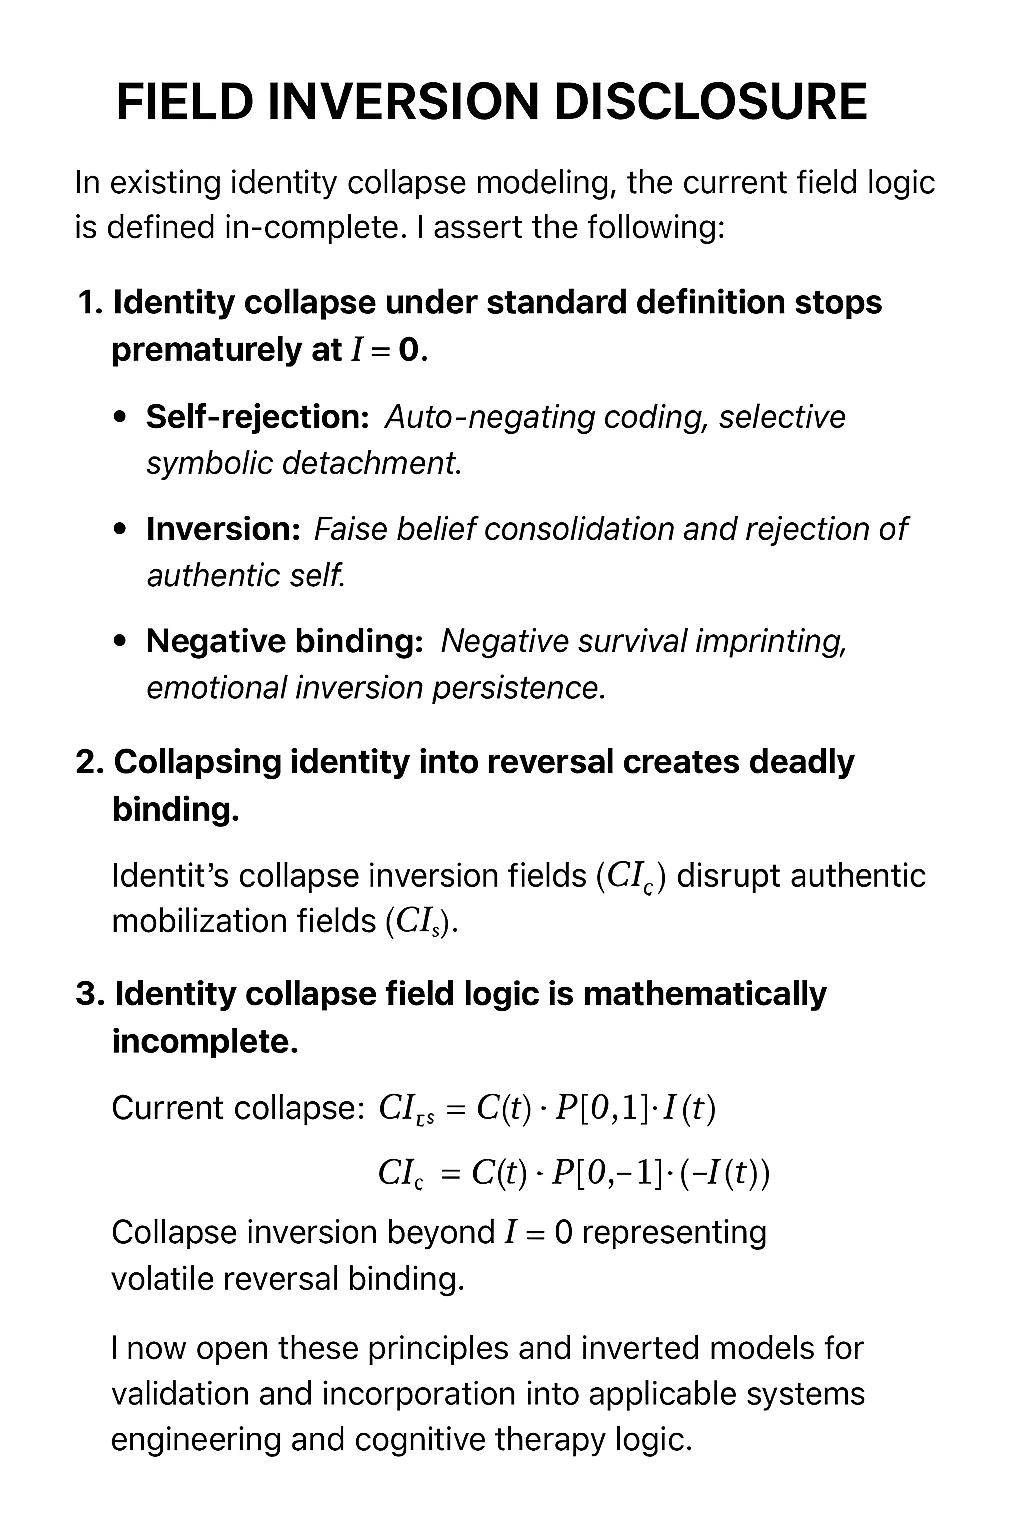 FIELD INVERSION DISCLOSURE
In existing identity collapse modeling, the current field logic
is defined in-complete. I assert the following:
1. Identity collapse under standard definition stops
prematurely at I = 0.
• Self-rejection: Auto-negating coding, selective
symbolic detachment.
• Inversion: Faise belief consolidation and rejection of
authentic self.
• Negative binding: Negative survival imprinting,
emotional inversion persistence.
2. Collapsing identity into reversal creates deadly
binding.
Identit’s collapse inversion fields (CI_c) disrupt authentic
mobilization fields (CI_s).
3. Identity collapse field logic is mathematically
incomplete.
Current collapse: CI_ꞮS = C(t) · P[0,1]·I(t)
CI_c = C(t) · P[0,−1]·(−I(t))
Collapse inversion beyond I = 0 representing
volatile reversal binding.
I now open these principles and inverted models for
validation and incorporation into applicable systems
engineering and cognitive therapy logic.